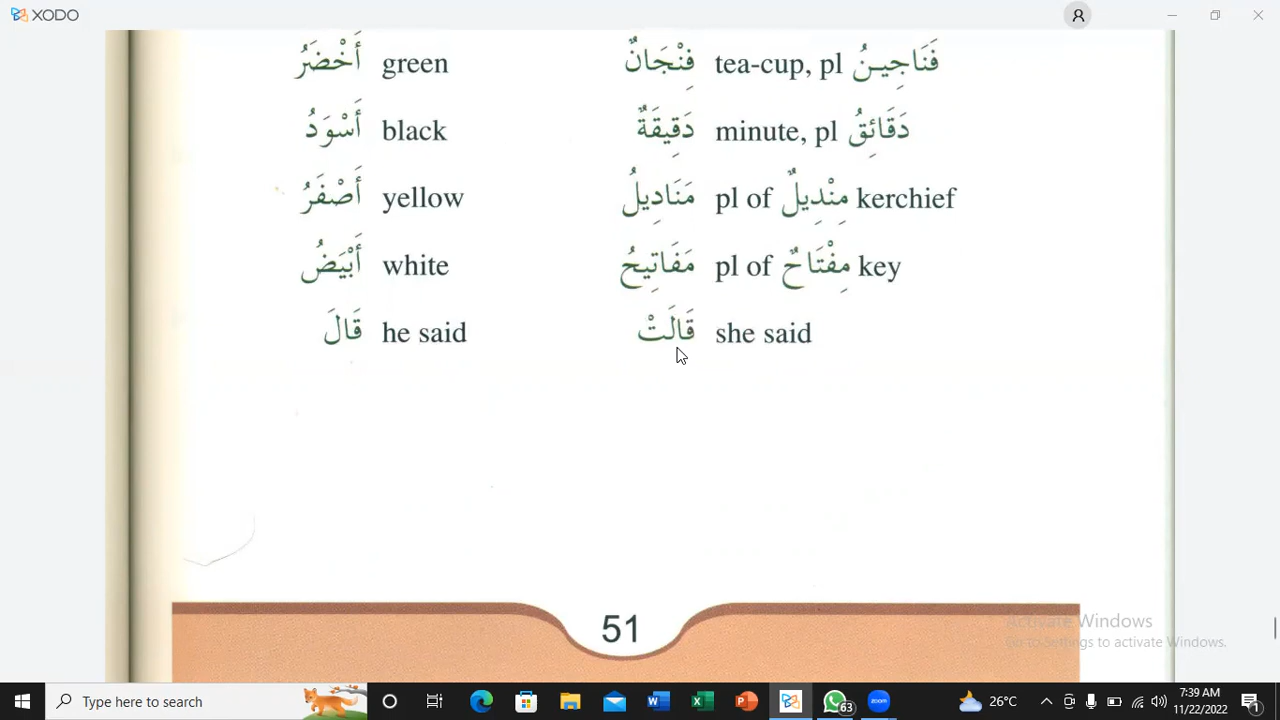 XODO
أَخْضَرُ green فِنْجَانٌ tea-cup, pl فَنَاجِينُ
أَسْوَدُ black دَقِيقَةٌ minute, pl دَقَائِقُ
أَصْفَرُ yellow مَنَادِيلُ pl of مِنْدِيلٌ kerchief
أَبْيَضُ white مَفَاتِيحُ pl of مِفْتَاحٌ key
قَالَ he said قَالَتْ she said
51
Activate Windows
Go to Settings to activate Windows.
Type here to search
63
zoom
26°C
7:39 AM
11/22/2022
1